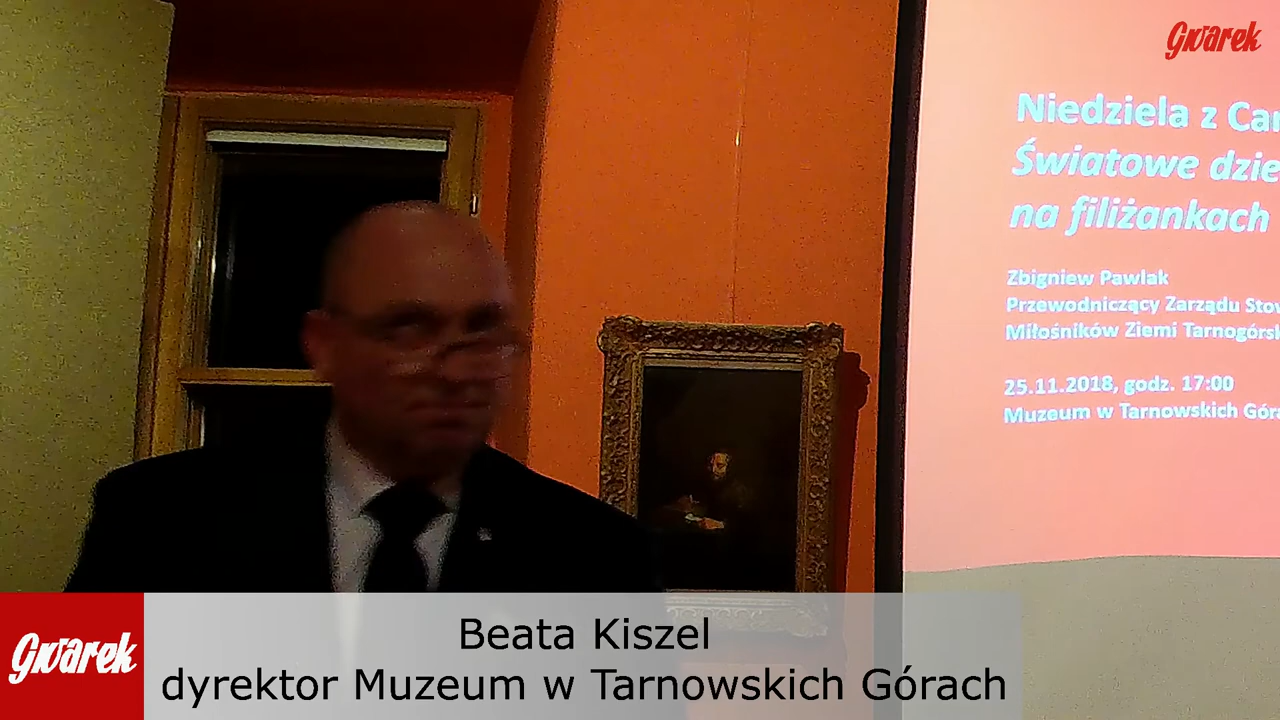 Gwarek
Niedziela z Car
Światowe dzie
na filiżankach
Zbigniew Pawlak
Przewodniczący Zarządu Stow
Miłośników Ziemi Tarnogórsk
25.11.2018, godz. 17:00
Muzeum w Tarnowskich Góra
Gwarek
Beata Kiszel
dyrektor Muzeum w Tarnowskich Górach